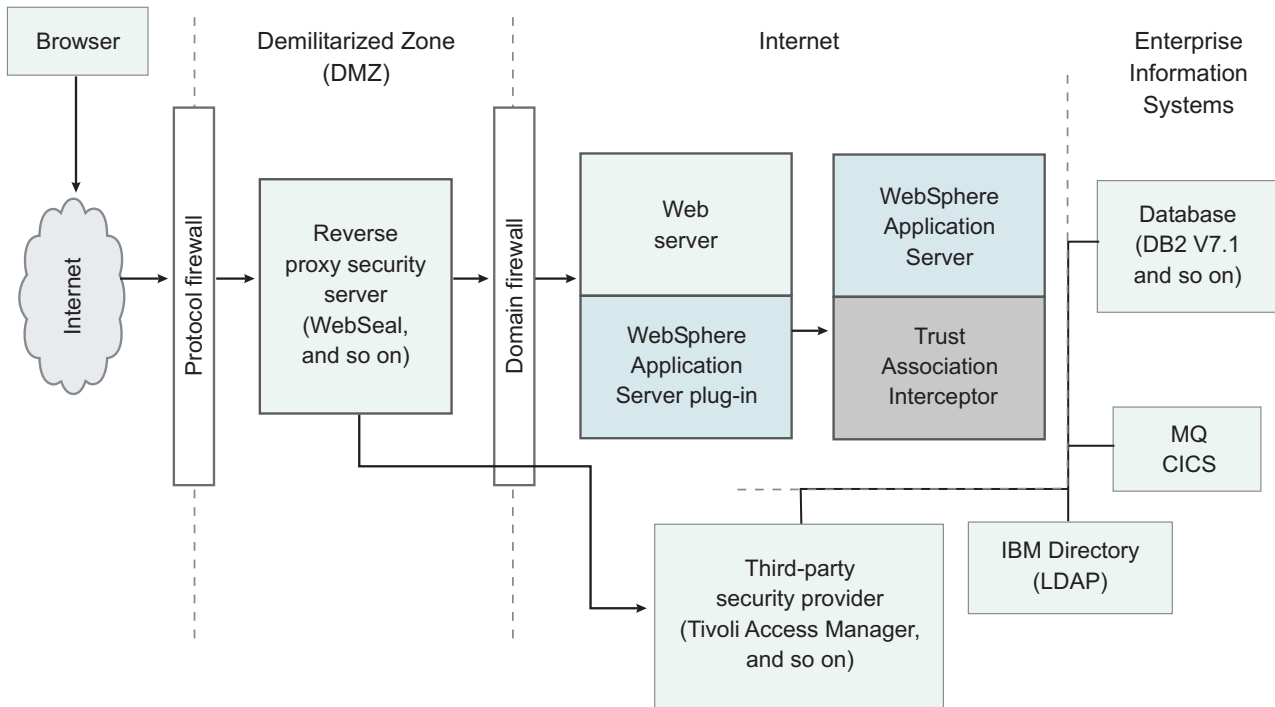 Browser
Demilitarized Zone
(DMZ)
Internet
Enterprise
Information
Systems
Internet
Protocol firewall
Reverse
proxy security
server
(WebSeal,
and so on)
Domain firewall
Web
server
WebSphere
Application
Server plug-in
WebSphere
Application
Server
Trust
Association
Interceptor
Database
(DB2 V7.1
and so on)
MQ
CICS
IBM Directory
(LDAP)
Third-party
security provider
(Tivoli Access Manager,
and so on)